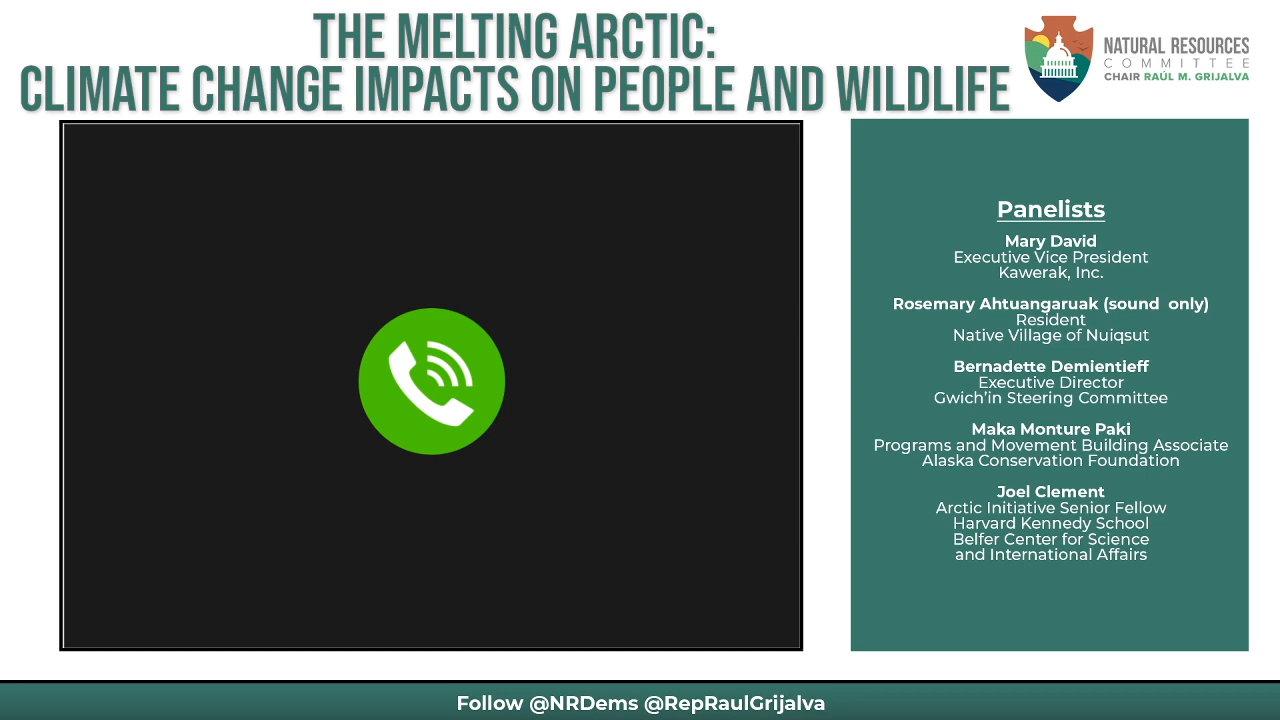 THE MELTING ARCTIC:
CLIMATE CHANGE IMPACTS ON PEOPLE AND WILDLIFE
NATURAL RESOURCES
COMMITTEE
CHAIR RAÚL M. GRIJALVA
Panelists
Mary David
Executive Vice President
Kawerak, Inc.
Rosemary Ahtuangaruak (sound only)
Resident
Native Village of Nuiqsut
Bernadette Demientieff
Executive Director
Gwich'in Steering Committee
Maka Monture Paki
Programs and Movement Building Associate
Alaska Conservation Foundation
Joel Clement
Arctic Initiative Senior Fellow
Harvard Kennedy School
Belfer Center for Science
and International Affairs
Follow @NRDems @RepRaulGrijalva